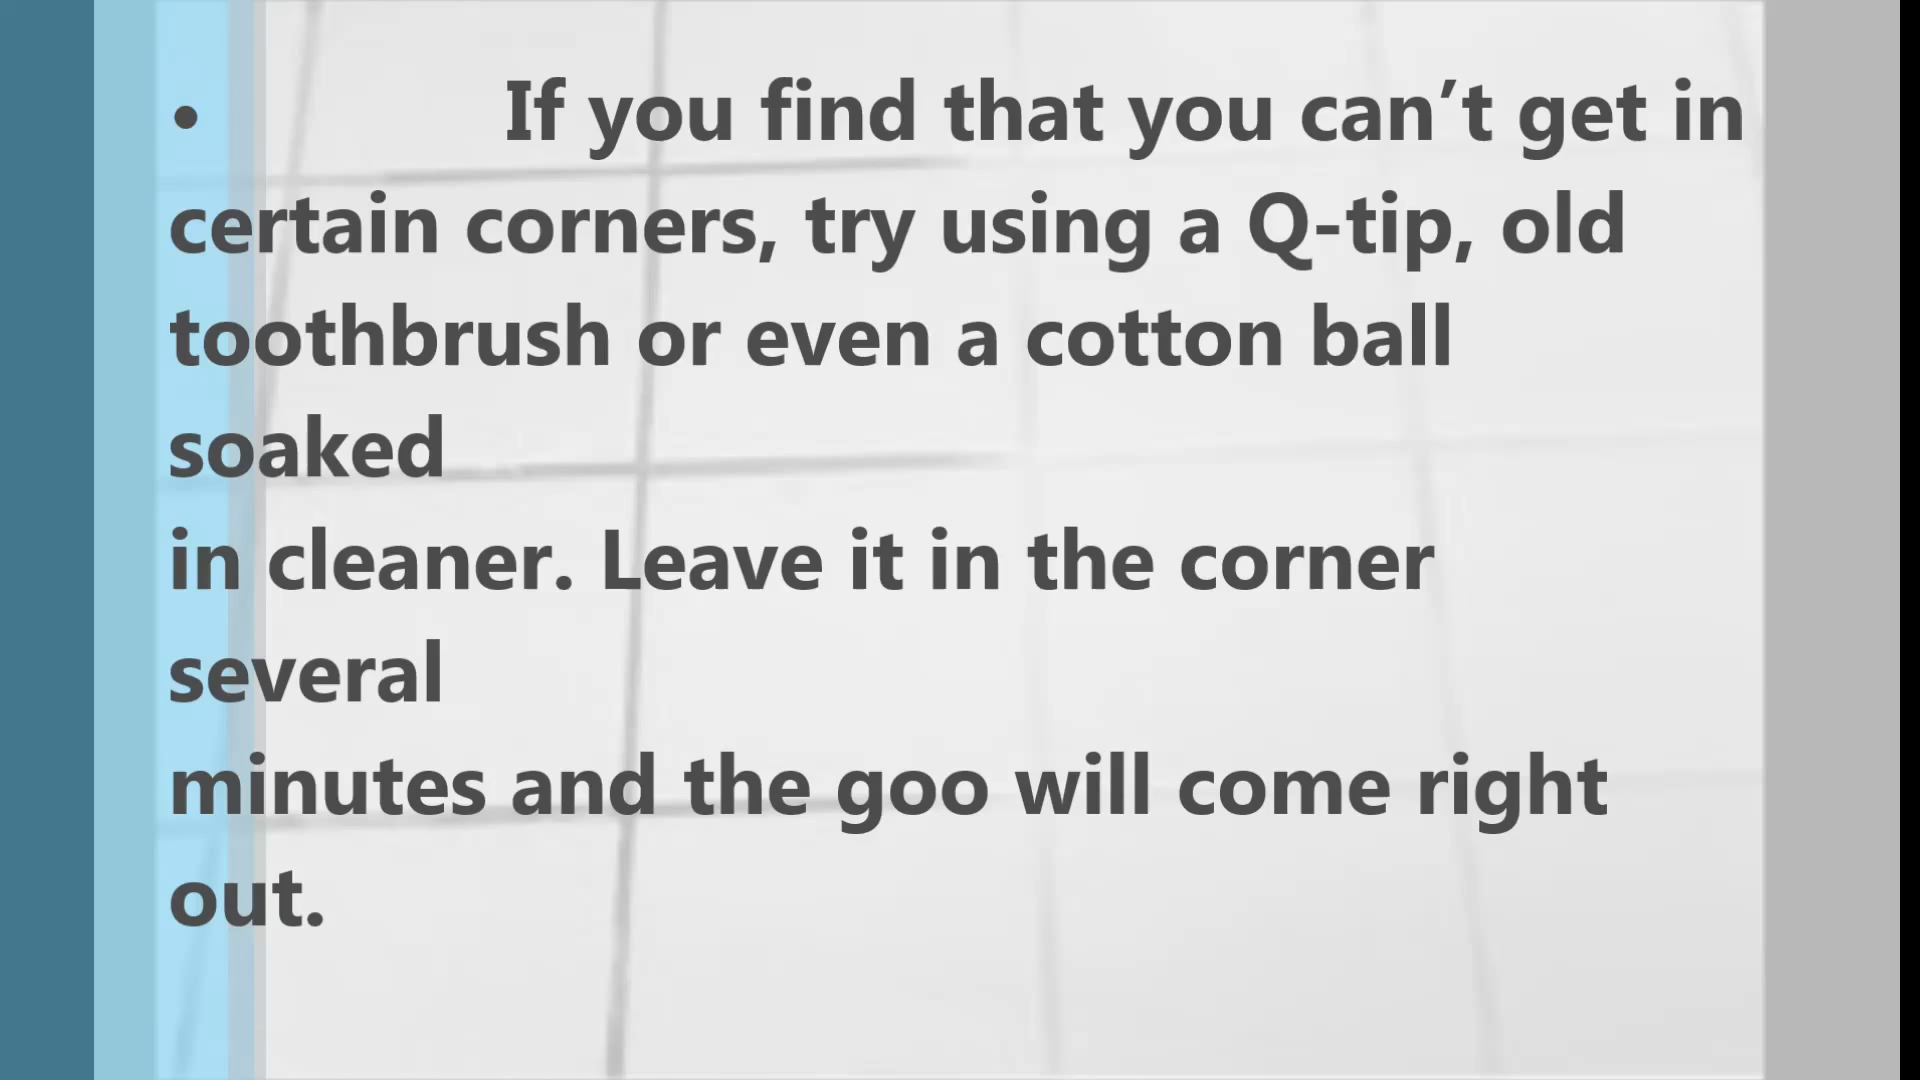 • If you find that you can’t get in
certain corners, try using a Q-tip, old
toothbrush or even a cotton ball
soaked
in cleaner. Leave it in the corner
several
minutes and the goo will come right
out.